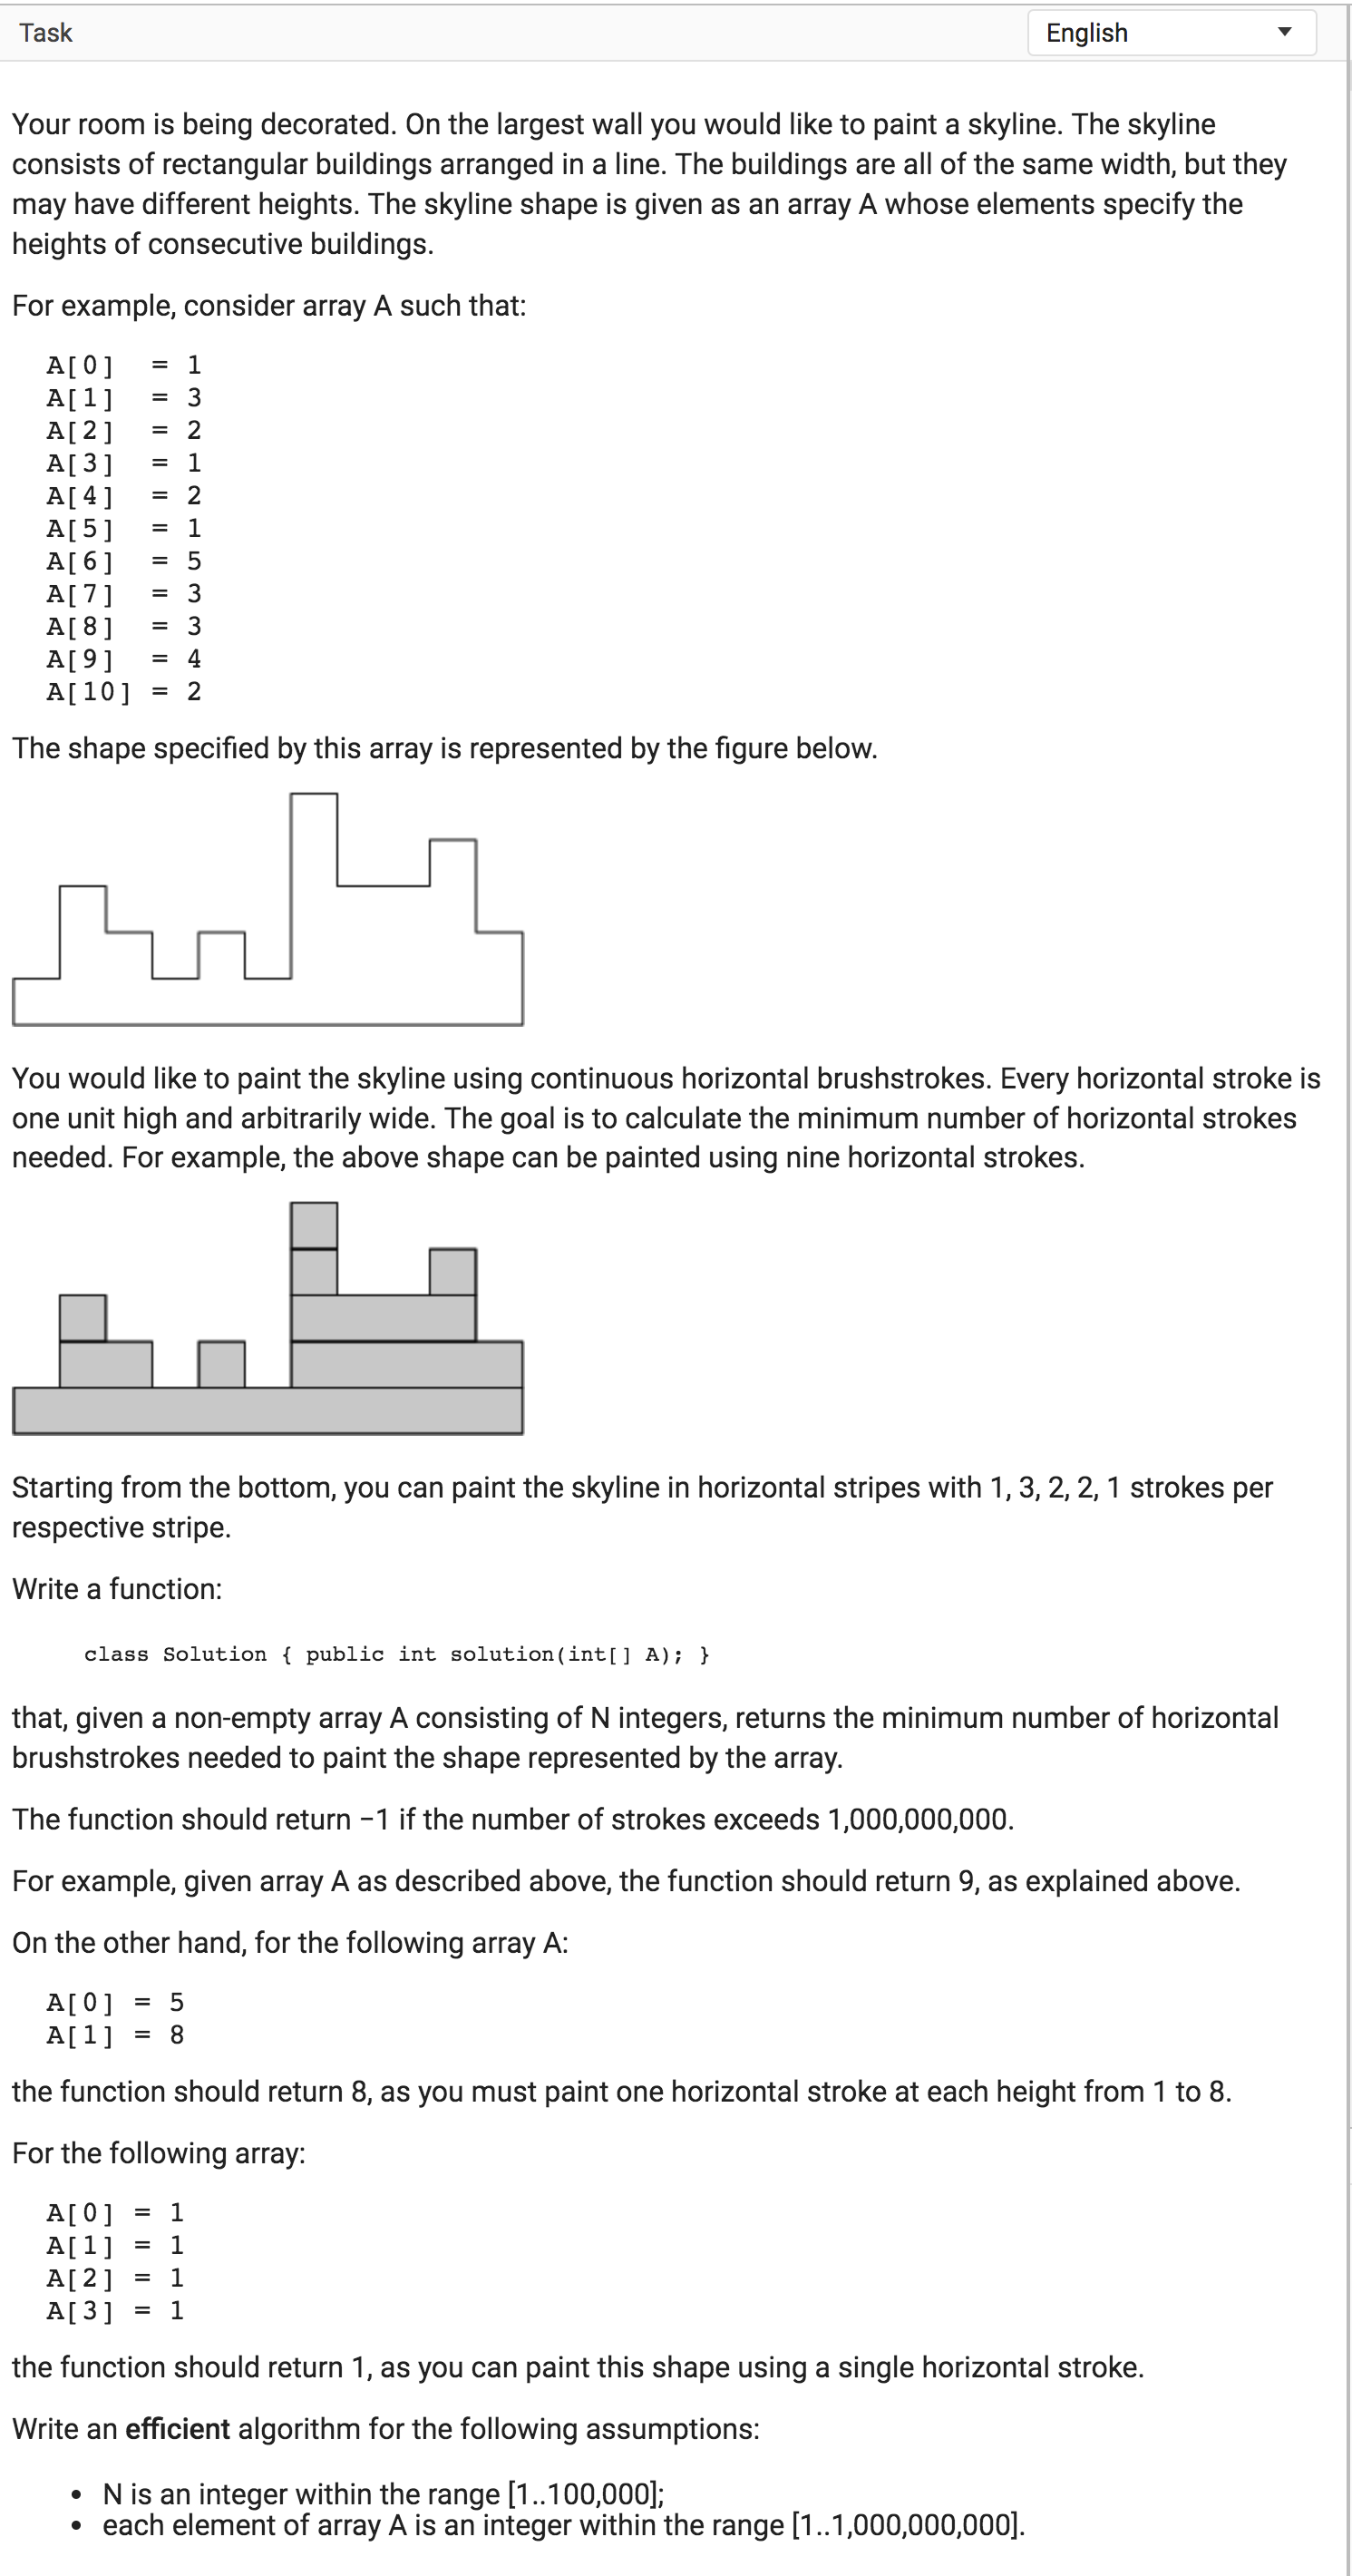 Task
English
Your room is being decorated. On the largest wall you would like to paint a skyline. The skyline
consists of rectangular buildings arranged in a line. The buildings are all of the same width, but they
may have different heights. The skyline shape is given as an array A whose elements specify the
heights of consecutive buildings.
For example, consider array A such that:
A[0] = 1
A[1] = 3
A[2] = 2
A[3] = 1
A[4] = 2
A[5] = 1
A[6] = 5
A[7] = 3
A[8] = 3
A[9] = 4
A[10] = 2
The shape specified by this array is represented by the figure below.
You would like to paint the skyline using continuous horizontal brushstrokes. Every horizontal stroke is
one unit high and arbitrarily wide. The goal is to calculate the minimum number of horizontal strokes
needed. For example, the above shape can be painted using nine horizontal strokes.
Starting from the bottom, you can paint the skyline in horizontal stripes with 1, 3, 2, 2, 1 strokes per
respective stripe.
Write a function:
class Solution { public int solution(int[] A); }
that, given a non-empty array A consisting of N integers, returns the minimum number of horizontal
brushstrokes needed to paint the shape represented by the array.
The function should return −1 if the number of strokes exceeds 1,000,000,000.
For example, given array A as described above, the function should return 9, as explained above.
On the other hand, for the following array A:
A[0] = 5
A[1] = 8
the function should return 8, as you must paint one horizontal stroke at each height from 1 to 8.
For the following array:
A[0] = 1
A[1] = 1
A[2] = 1
A[3] = 1
the function should return 1, as you can paint this shape using a single horizontal stroke.
Write an efficient algorithm for the following assumptions:
• N is an integer within the range [1..100,000];
• each element of array A is an integer within the range [1..1,000,000,000].